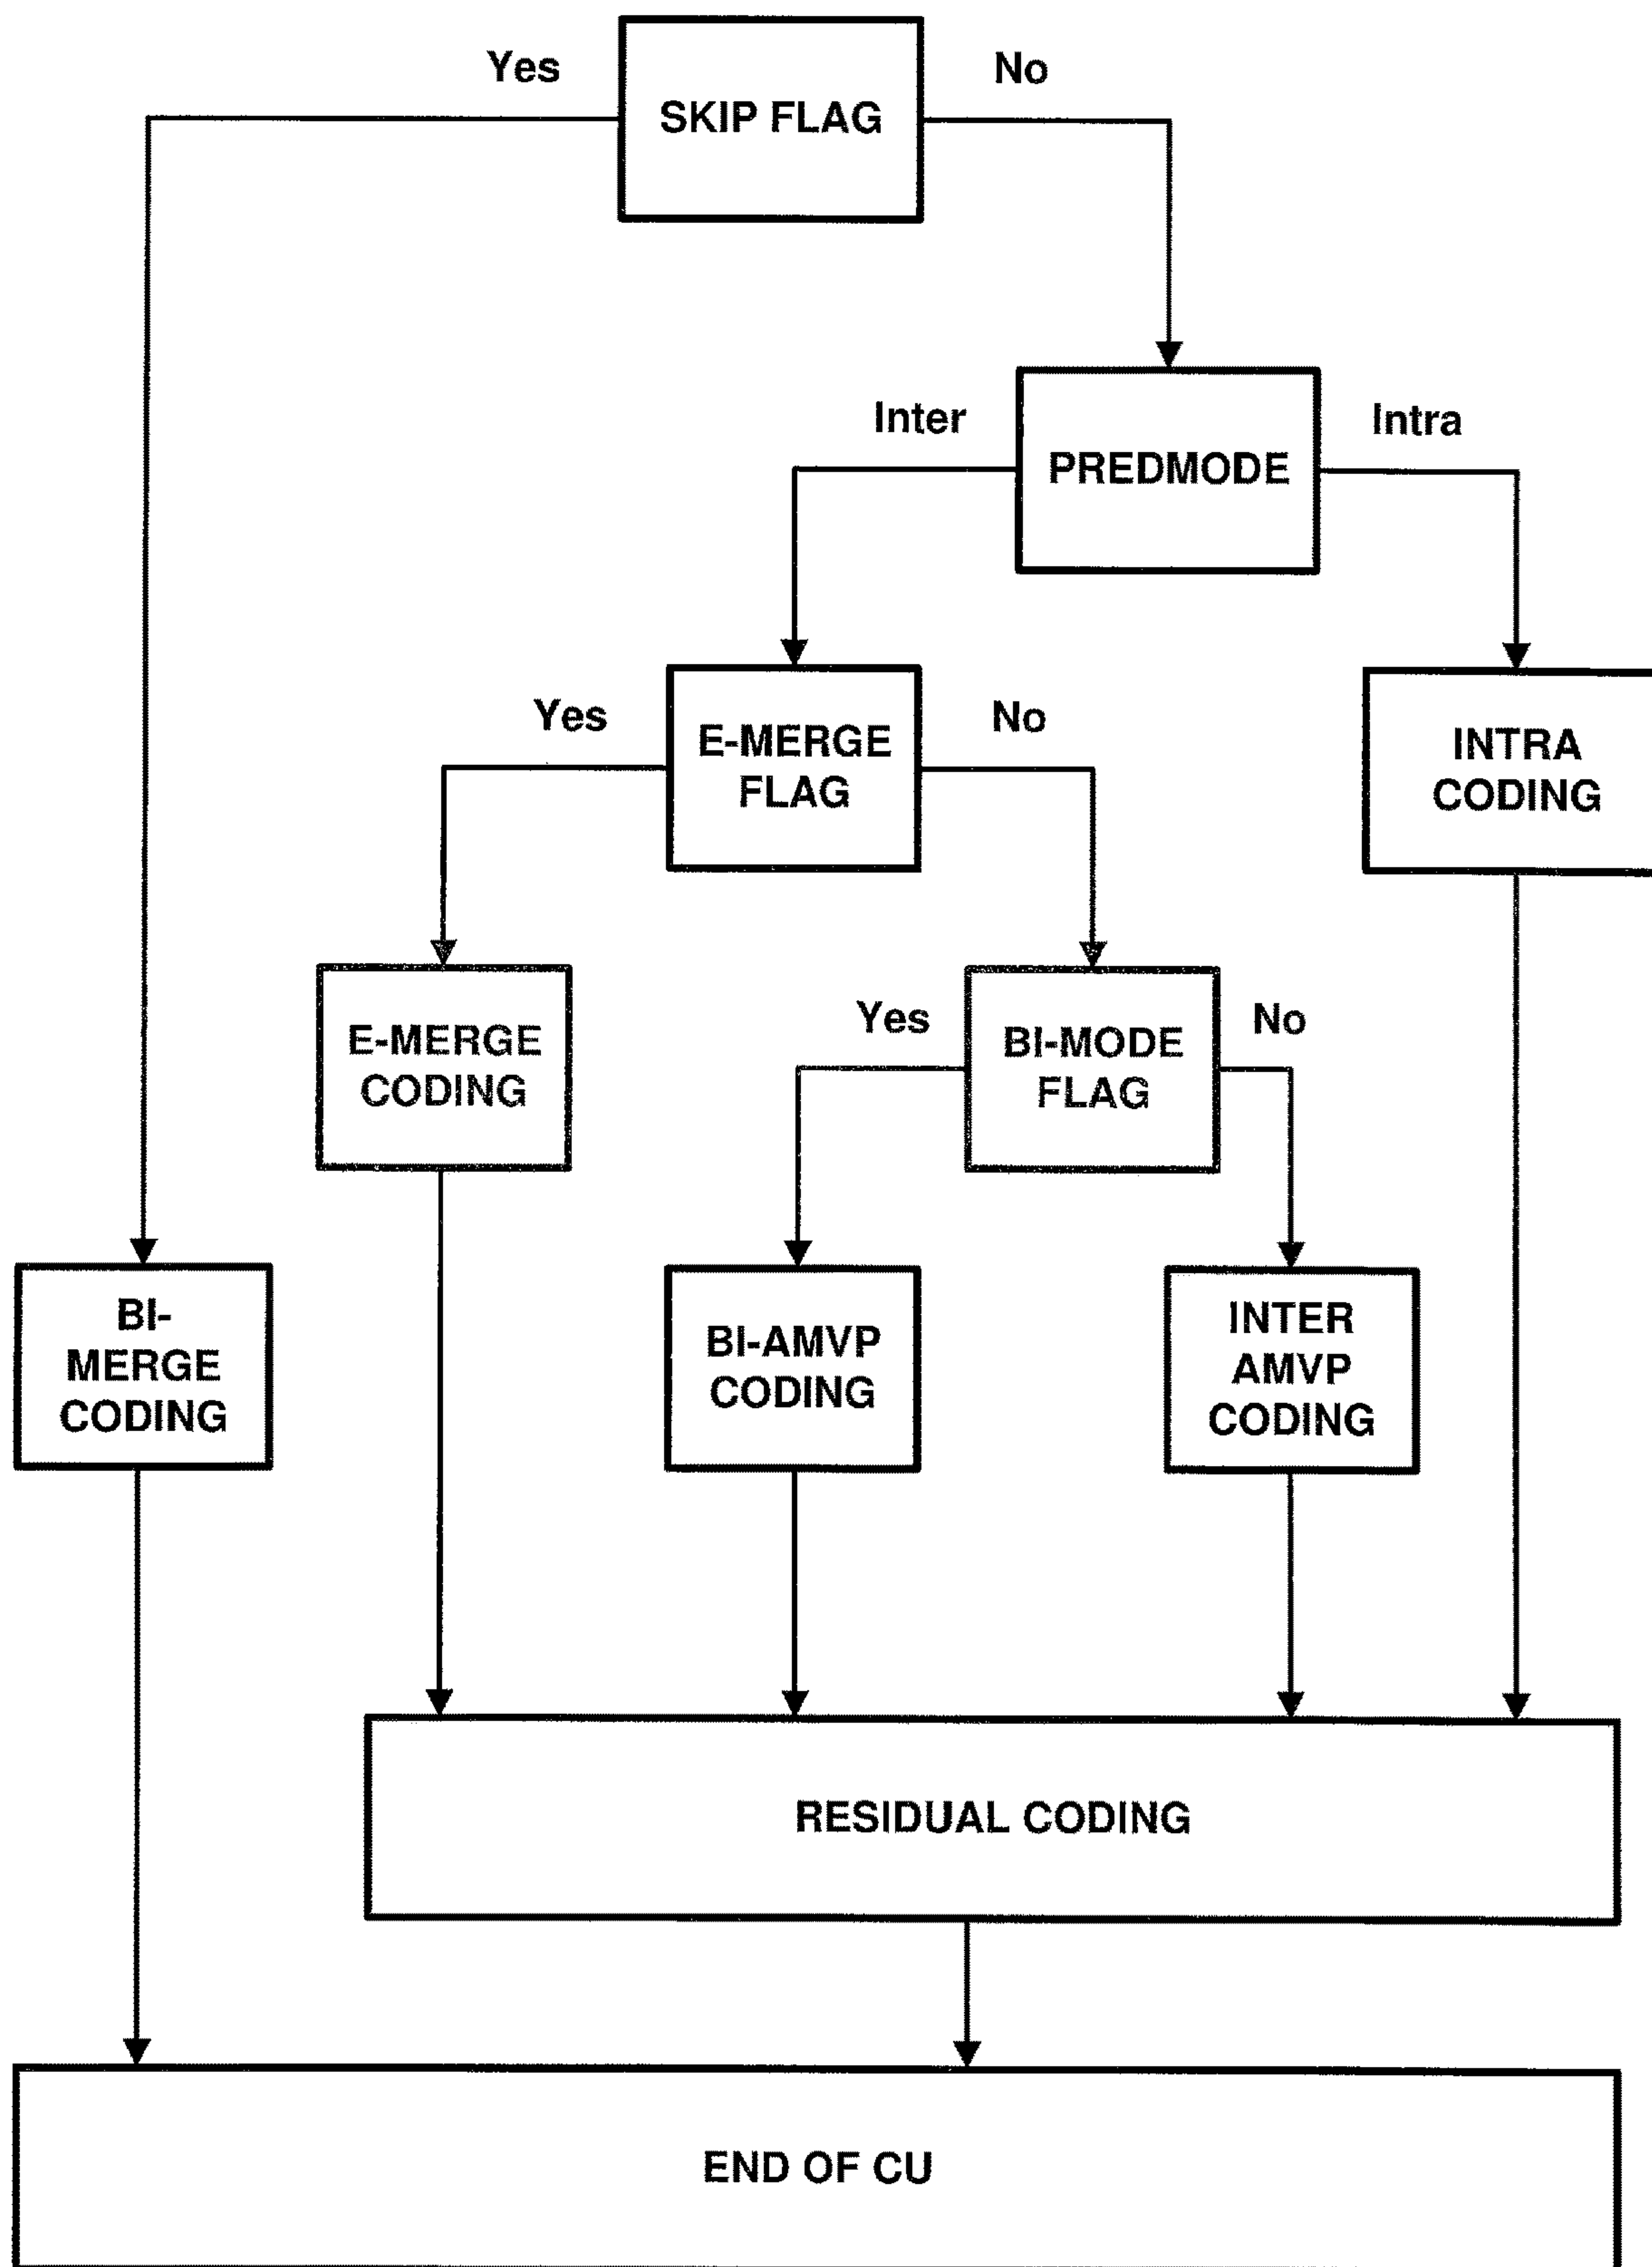 Yes
No
SKIP FLAG
Inter
Intra
PREDMODE
Yes
No
E-MERGE
FLAG
INTRA
CODING
Yes
No
E-MERGE
CODING
BI-MODE
FLAG
BI-
MERGE
CODING
BI-AMVP
CODING
INTER
AMVP
CODING
RESIDUAL CODING
END OF CU